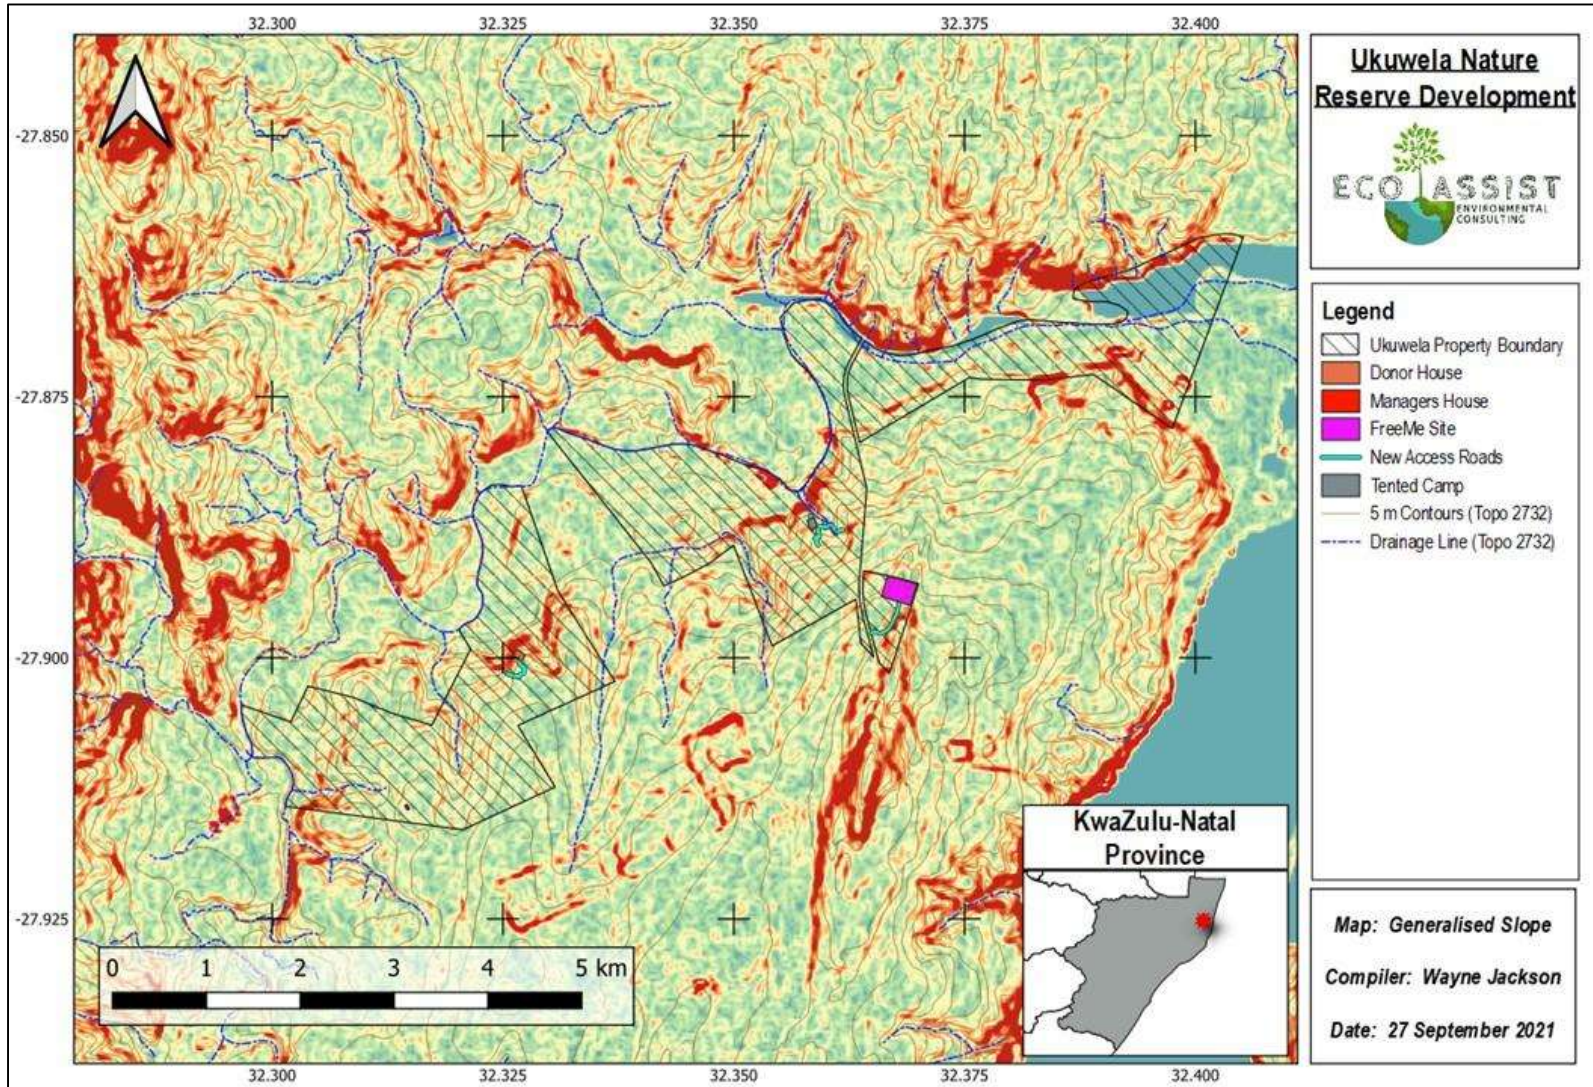 32.300 32.325 32.350 32.375 32.400
-27.850
-27.875
-27.900
-27.925
32.300 32.325 32.350 32.375 32.400
0 1 2 3 4 5 km
KwaZulu-Natal
Province
Ukuwela Nature
Reserve Development
ECO ASSIST
ENVIRONMENTAL
CONSULTING
Legend
Ukuwela Property Boundary
Donor House
Managers House
FreeMe Site
New Access Roads
Tented Camp
5 m Contours (Topo 2732)
Drainage Line (Topo 2732)
Map: Generalised Slope
Compiler: Wayne Jackson
Date: 27 September 2021